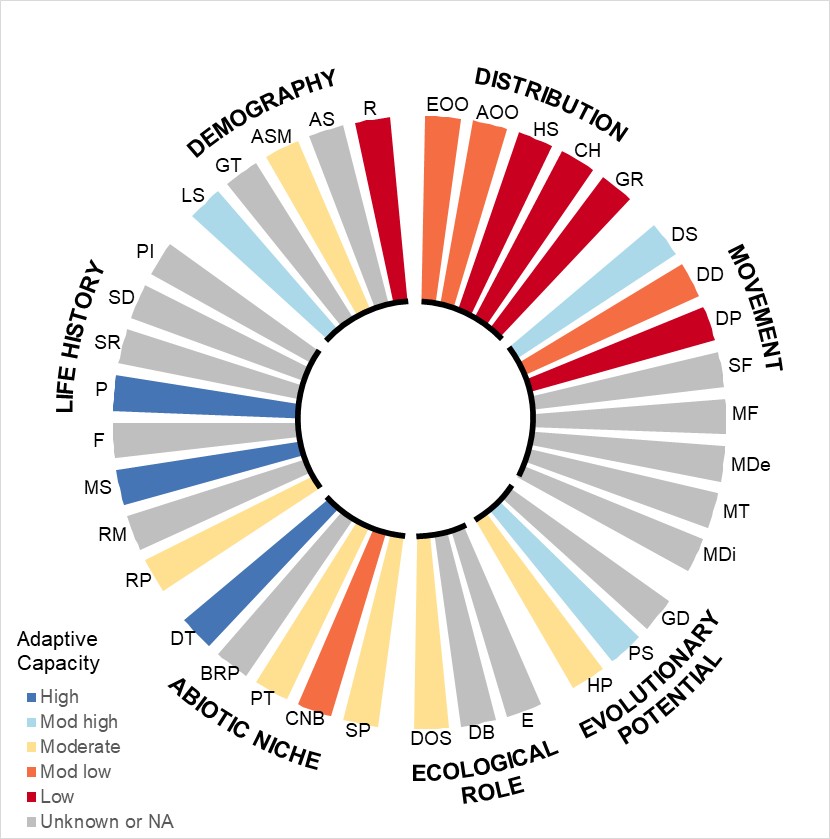 DISTRIBUTION
EOO
AOO
HS
CH
GR
MOVEMENT
DS
DD
DP
SF
MF
MDe
MT
MDi
EVOLUTIONARY
POTENTIAL
GD
PS
HP
ECOLOGICAL
ROLE
E
DB
DOS
ABIOTIC NICHE
SP
CNB
PT
BRP
DT
LIFE HISTORY
RP
RM
MS
F
P
SR
SD
PI
DEMOGRAPHY
LS
GT
ASM
AS
R
Adaptive
Capacity
High
Mod high
Moderate
Mod low
Low
Unknown or NA